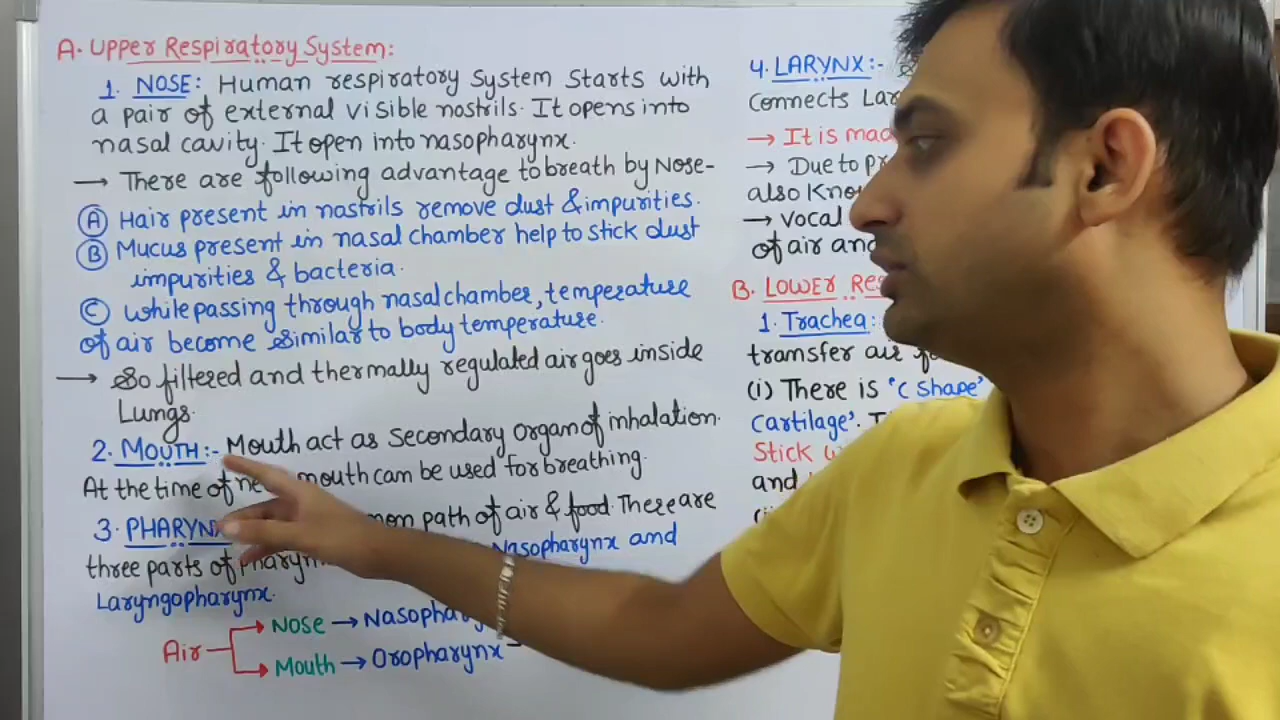 A. UPPER RESPIRATORY SYSTEM:
1. NOSE: Human respiratory system starts with
a pair of external visible nostrils. It opens into
nasal cavity. It open into nasopharynx.
→ There are following advantage to breath by Nose-
(A) Hair present in nostrils remove dust & impurities.
(B) Mucus present in nasal chamber help to stick dust
impurities & bacteria.
(C) While passing through nasal chamber, temperature
of air become similar to body temperature.
→ So filtered and thermally regulated air goes inside
Lungs.
2. MOUTH:- Mouth act as secondary organ of inhalation.
At the time of mouth can be used for breathing.
3. PHARYNX path of air & food. There are
three parts of Nasopharynx and
Laryngopharynx.
Air → Nose →
→ Mouth → Oropharynx →
4. LARYNX:-
Connects
→ It is mad
→ Due to
also
→ Vocal
of air and
B. LOWER
1. Trachea:
transfer air
(i) There is 'C Shape'
Cartilage'.
Stick
and